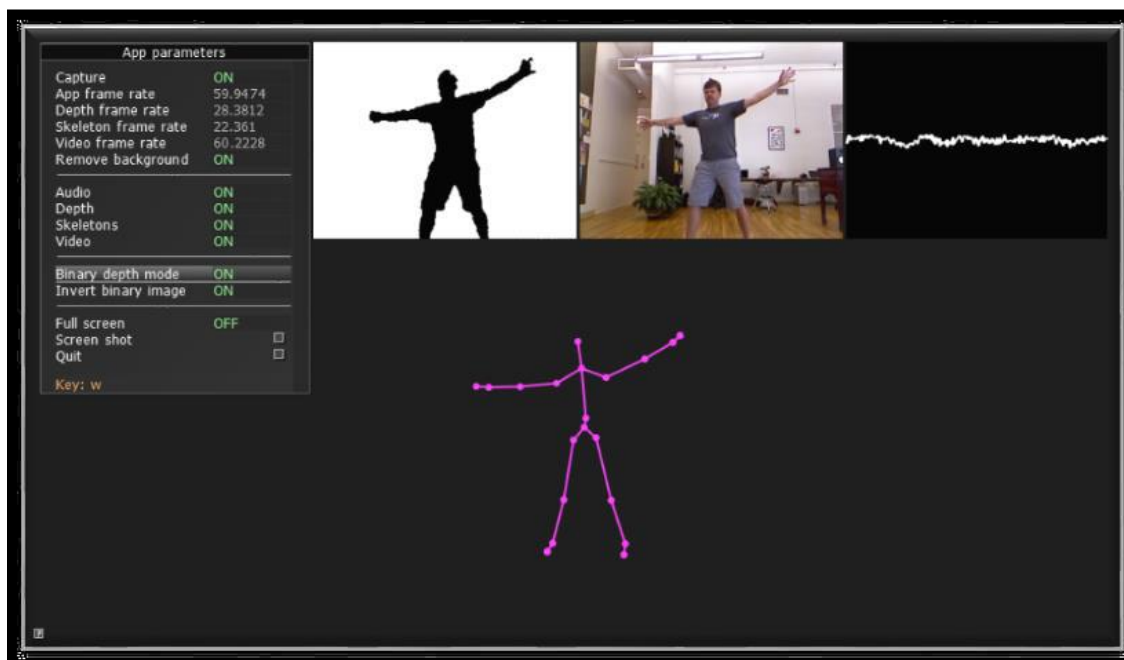 App parameters
Capture ON
App frame rate 59.9474
Depth frame rate 28.3812
Skeleton frame rate 22.361
Video frame rate 60.2228
Remove background ON
Audio ON
Depth ON
Skeletons ON
Video ON
Binary depth mode ON
Invert binary image ON
Full screen OFF
Screen shot
Quit
Key: w